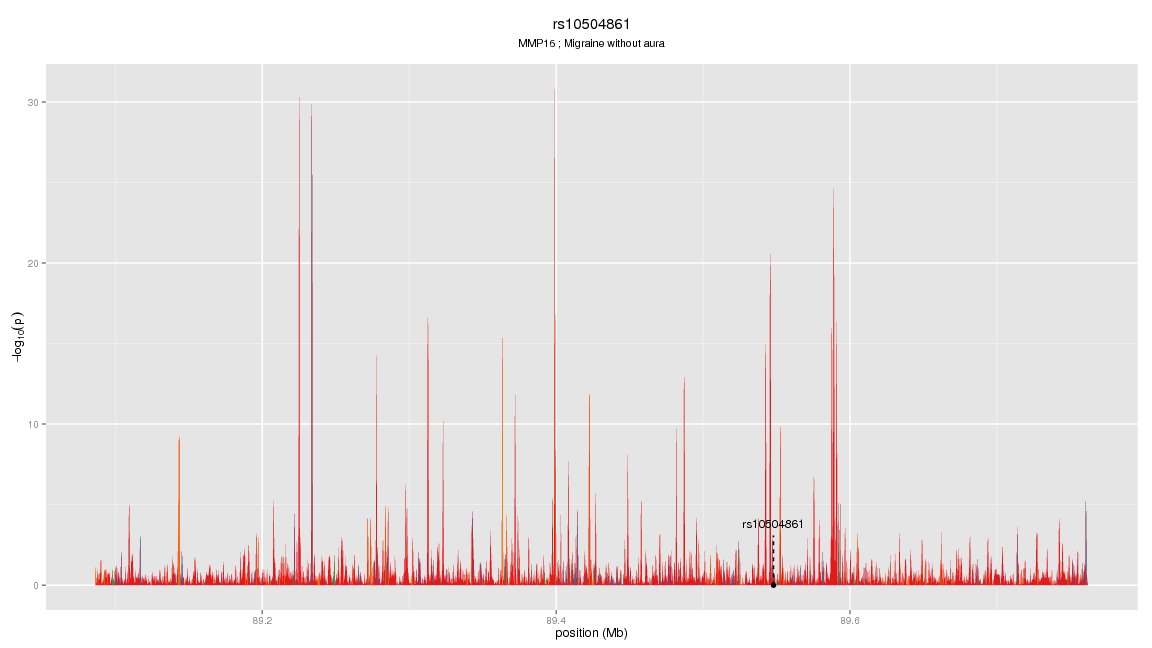 rs10504861
MMP16 ; Migraine without aura
30
20
10
0
−log10(p)
rs10504861
89.2
89.4
89.6
position (Mb)